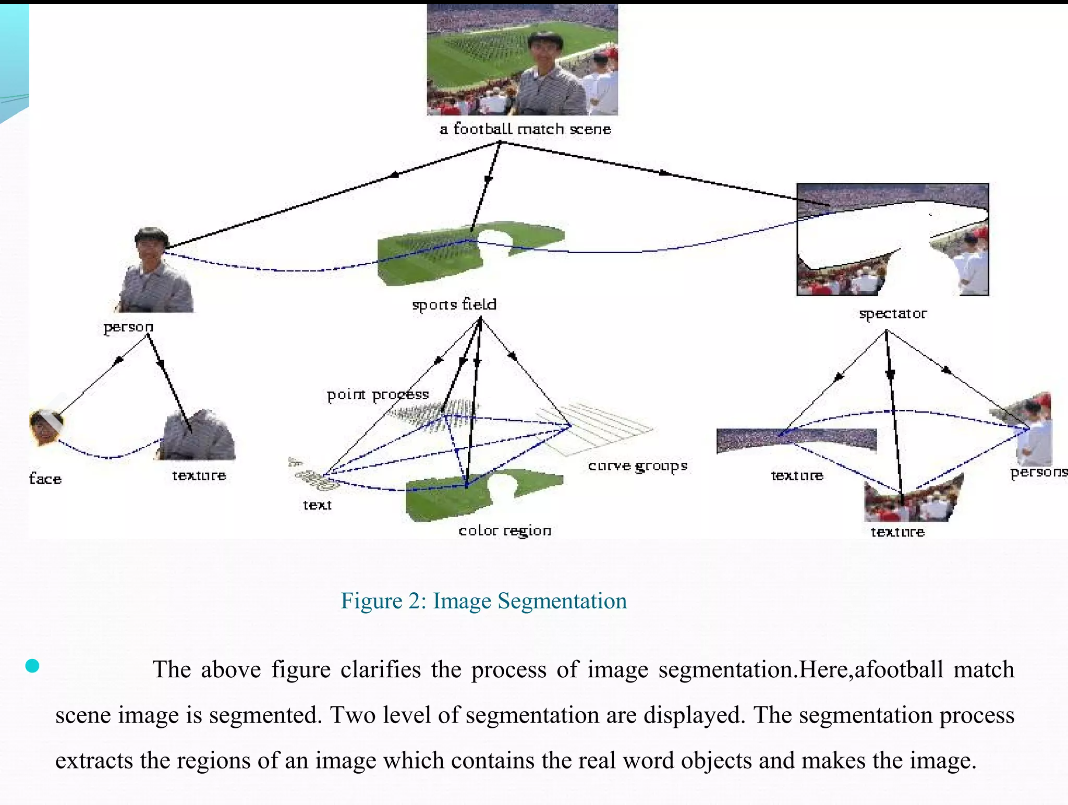 a football match scene
person
sports field
spectator
point process
face
texture
text
curve groups
color region
texture
texture
persons
Figure 2: Image Segmentation
The above figure clarifies the process of image segmentation.Here,afootball match
scene image is segmented. Two level of segmentation are displayed. The segmentation process
extracts the regions of an image which contains the real word objects and makes the image.